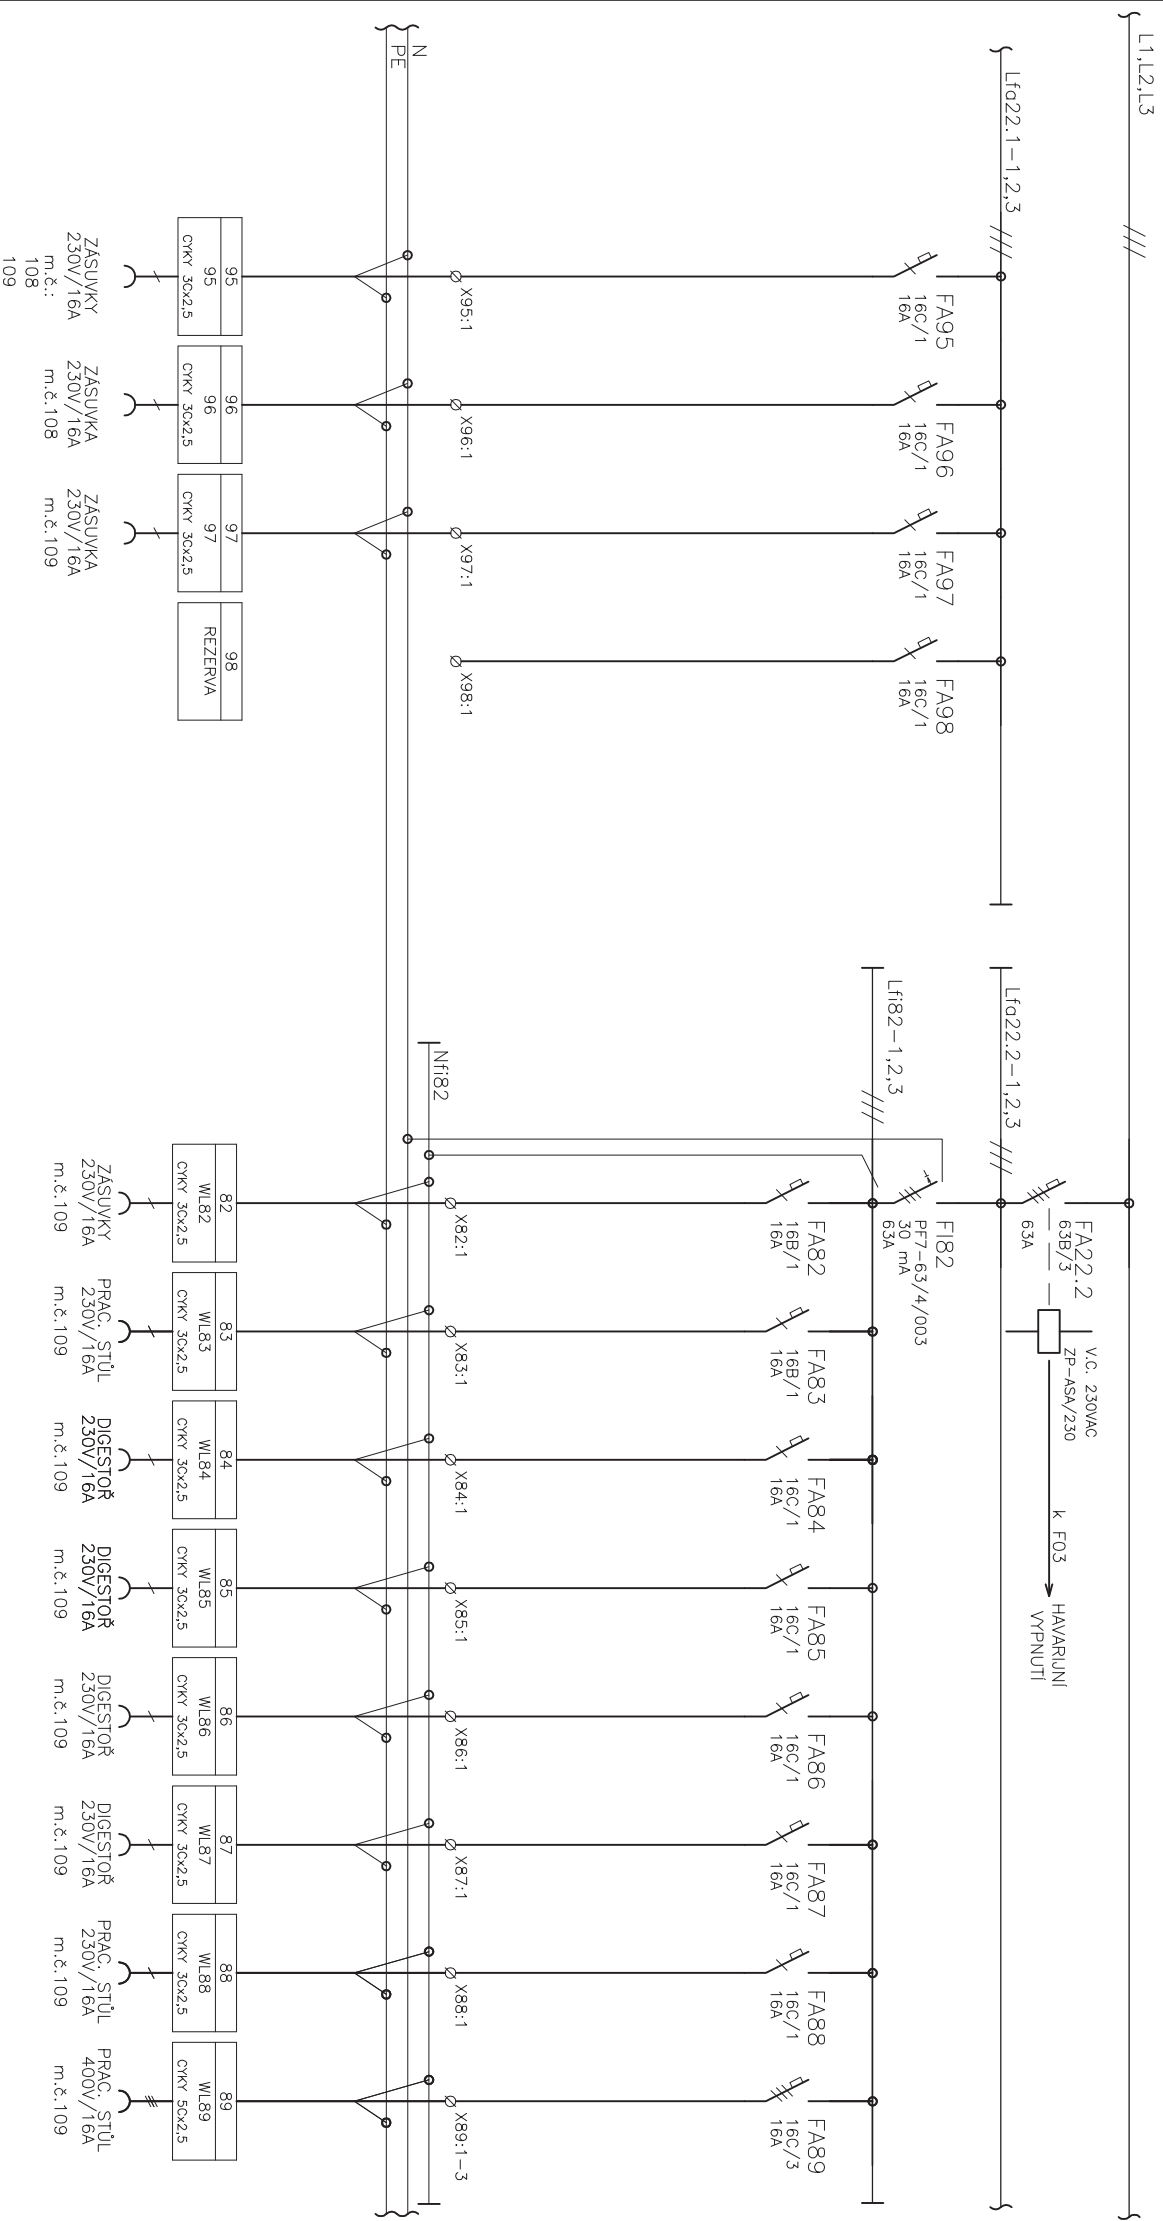 L1,L2,L3
Lfa22.1-1,2,3
FA95
16C/1
16A
FA96
16C/1
16A
FA97
16C/1
16A
FA98
16C/1
16A
X95:1
X96:1
X97:1
X98:1
N
PE
95
95
CYKY 3Cx2,5
96
96
CYKY 3Cx2,5
97
97
CYKY 3Cx2,5
98
REZERVA
ZÁSUVKY
230V/16A
m.č.:
108
109
ZÁSUVKA
230V/16A
m.č.108
ZÁSUVKA
230V/16A
m.č.109
FA22.2
63B/3
63A
V.C. 230VAC
ZP-ASA/230
k F03
HAVARIJNÍ
VYPNUTÍ
Lfa22.2-1,2,3
FI82
PF7-63/4/003
30 mA
63A
Lfi82-1,2,3
FA82
16B/1
16A
FA83
16B/1
16A
FA84
16C/1
16A
FA85
16C/1
16A
FA86
16C/1
16A
FA87
16C/1
16A
FA88
16C/1
16A
FA89
16C/3
16A
X82:1
X83:1
X84:1
X85:1
X86:1
X87:1
X88:1
X89:1-3
Nfi82
82
WL82
CYKY 3Cx2,5
83
WL83
CYKY 3Cx2,5
84
WL84
CYKY 3Cx2,5
85
WL85
CYKY 3Cx2,5
86
WL86
CYKY 3Cx2,5
87
WL87
CYKY 3Cx2,5
88
WL88
CYKY 3Cx2,5
89
WL89
CYKY 5Cx2,5
ZÁSUVKY
230V/16A
m.č.109
PRAC. STŮL
230V/16A
m.č.109
DIGESTOŘ
230V/16A
m.č.109
DIGESTOŘ
230V/16A
m.č.109
DIGESTOŘ
230V/16A
m.č.109
DIGESTOŘ
230V/16A
m.č.109
PRAC. STŮL
230V/16A
m.č.109
PRAC. STŮL
400V/16A
m.č.109